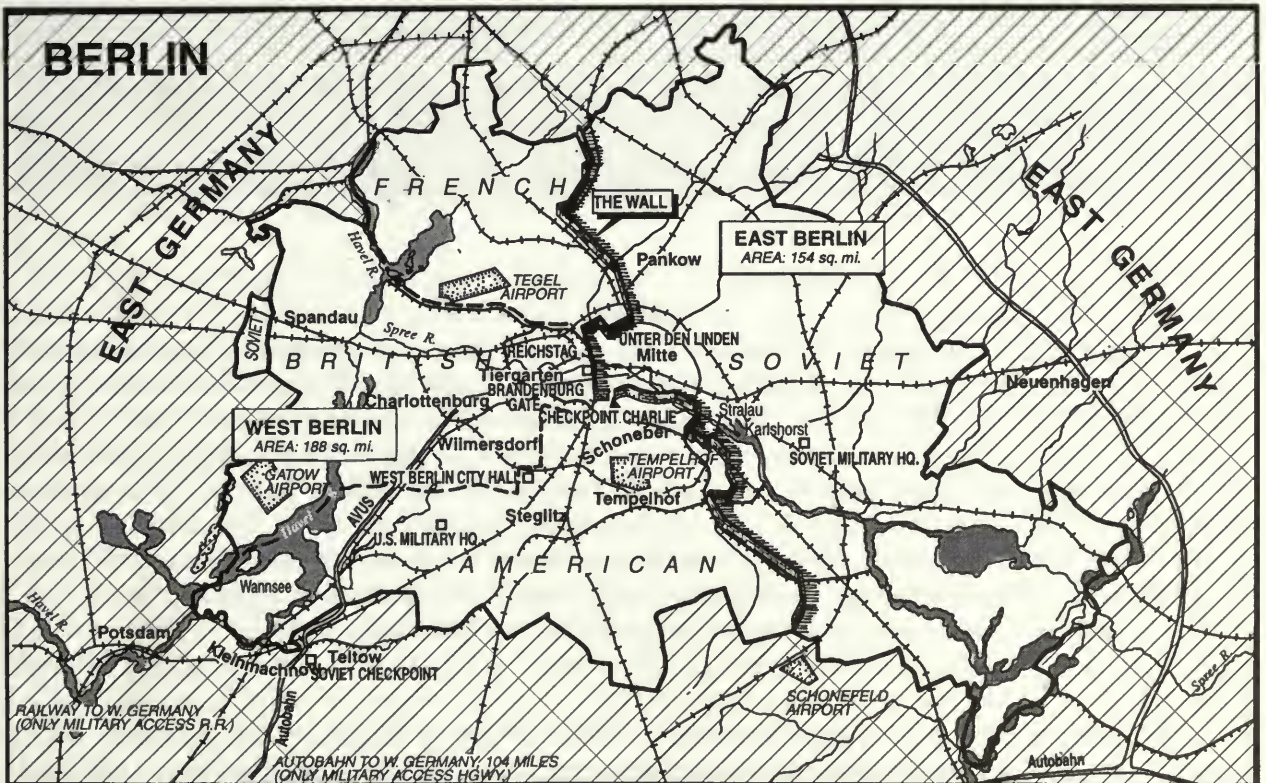 BERLIN
EAST GERMANY
EAST GERMANY
FRENCH
THE WALL
EAST BERLIN
AREA: 154 sq. mi.
Havel R.
Pankow
TEGEL
AIRPORT
Spandau
SOVIET
Spree R.
UNTER DEN LINDEN
Mitte
REICHSTAG
BRITISH
SOVIET
Tiergarten
BRANDENBURG
GATE
Neuenhagen
Charlottenburg
CHECKPOINT CHARLIE
Stralau
Karlshorst
WEST BERLIN
AREA: 188 sq. mi.
Wilmersdorf
Schoneber
SOVIET MILITARY HQ.
TEMPELHOF
AIRPORT
GATOW
AIRPORT
WEST BERLIN CITY HALL
Tempelhof
AVUS
Steglitz
Havel
U.S. MILITARY HQ.
AMERICAN
Wannsee
Havel R.
Potsdam
Kleinmachno
Teltow
SOVIET CHECKPOINT
Spree R.
SCHONEFELD
AIRPORT
RAILWAY TO W. GERMANY
(ONLY MILITARY ACCESS R.R.)
Autobahn
AUTOBAHN TO W. GERMANY, 104 MILES
(ONLY MILITARY ACCESS HGWY.)
Autobahn